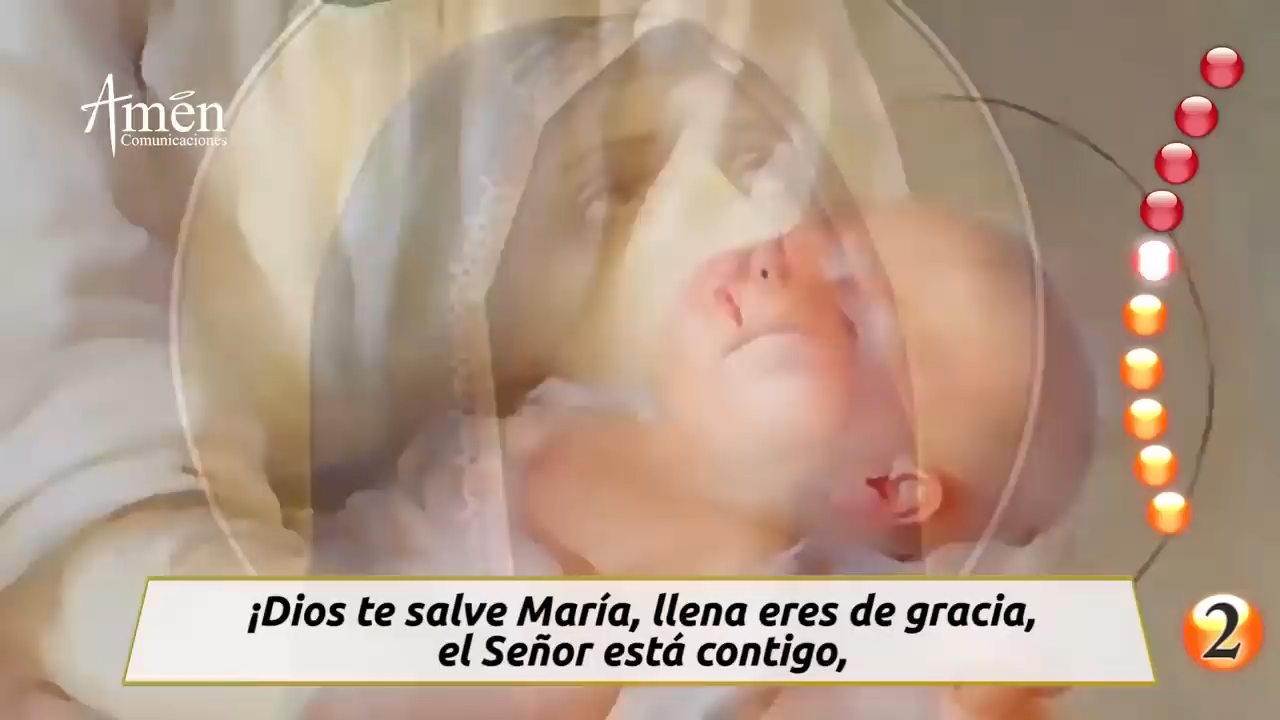 Amén
Comunicaciones
¡Dios te salve María, llena eres de gracia,
el Señor está contigo,
2